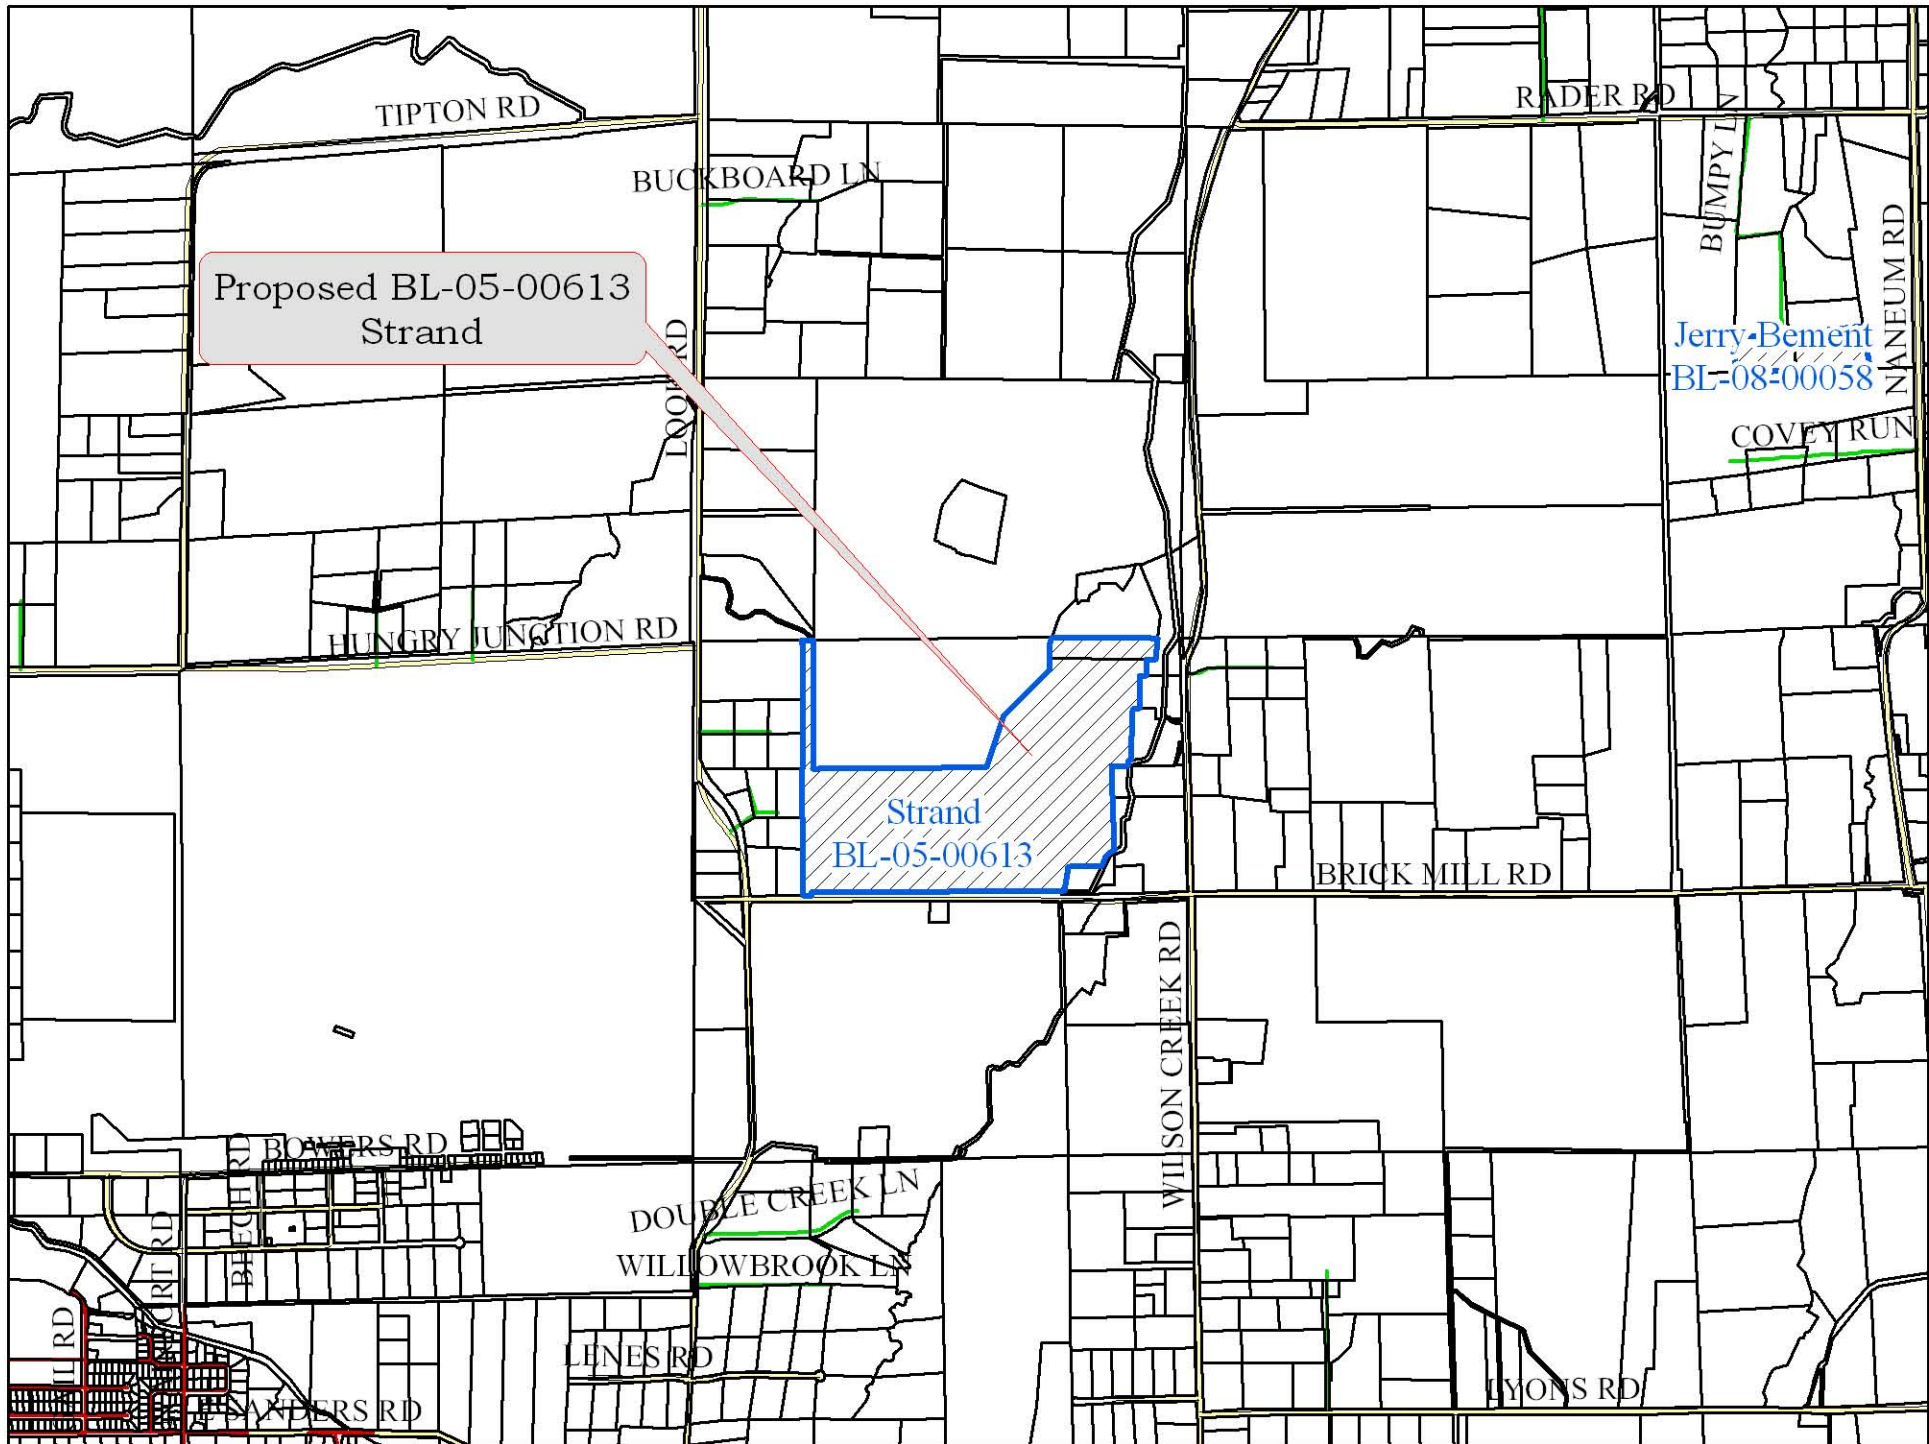 TIPTON RD
RADER RD
BUMPY LN
BUCKBOARD LN
NANEUM RD
Proposed BL-05-00613
Strand
Jerry Bement
BL-08-00058
COVEY RUN
HUNGRY JUNCTION RD
Strand
BL-05-00613
BRICK MILL RD
WILSON CREEK RD
BOWERS RD
BEECH RD
DOUBLE CREEK LN
WILLOWBROOK LN
LENES RD
LYONS RD
E SANDERS RD